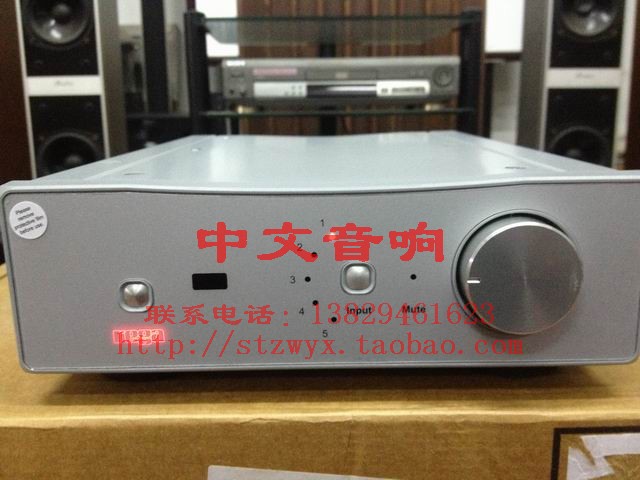 Please
remove
protective film
before use.
1
2
3
4
5
Input
Mute
rega
中文音响
联系电话: 13829461623
http://stzwyx.taobao.com